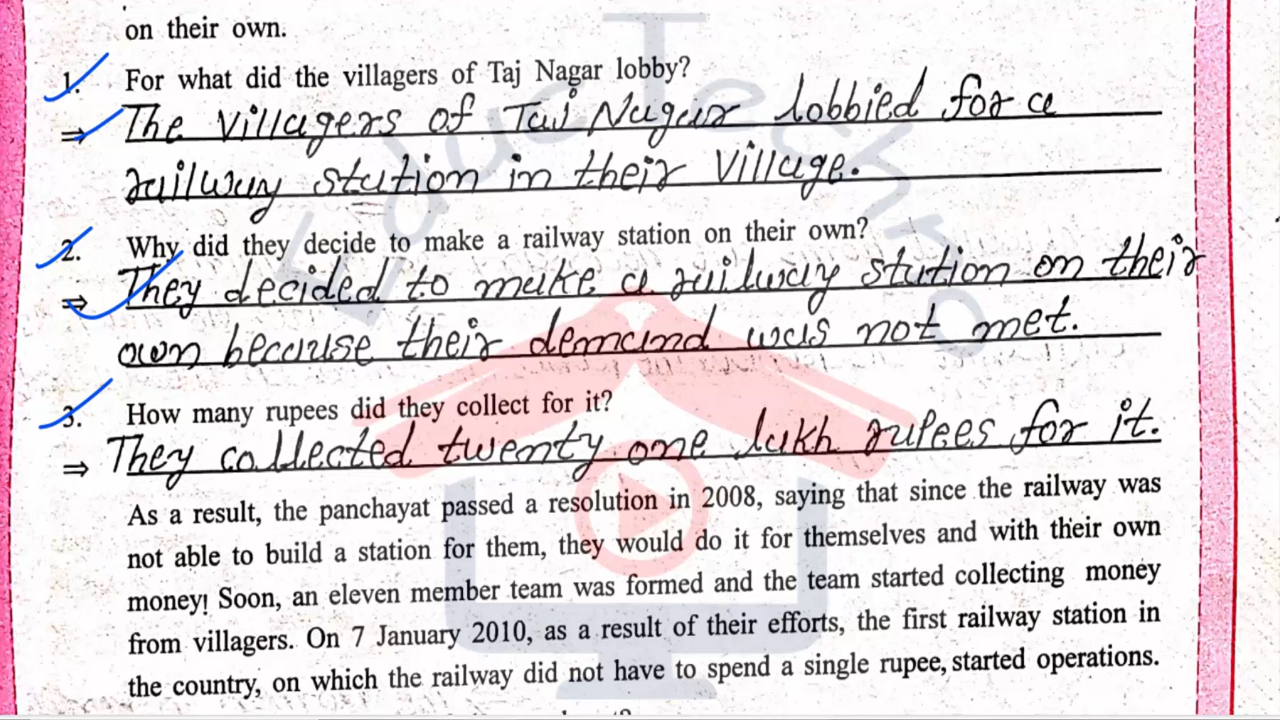 on their own.
1. For what did the villagers of Taj Nagar lobby?
⇒ The Villagers of Taj Nagar lobbied for a
railway station in their Village.
2. Why did they decide to make a railway station on their own?
⇒ They decided to make a railway station on their
own because their demand was not met.
3. How many rupees did they collect for it?
⇒ They collected twenty one lakh rupees for it.
As a result, the panchayat passed a resolution in 2008, saying that since the railway was
not able to build a station for them, they would do it for themselves and with their own
money! Soon, an eleven member team was formed and the team started collecting money
from villagers. On 7 January 2010, as a result of their efforts, the first railway station in
the country, on which the railway did not have to spend a single rupee, started operations.
Educ Techno